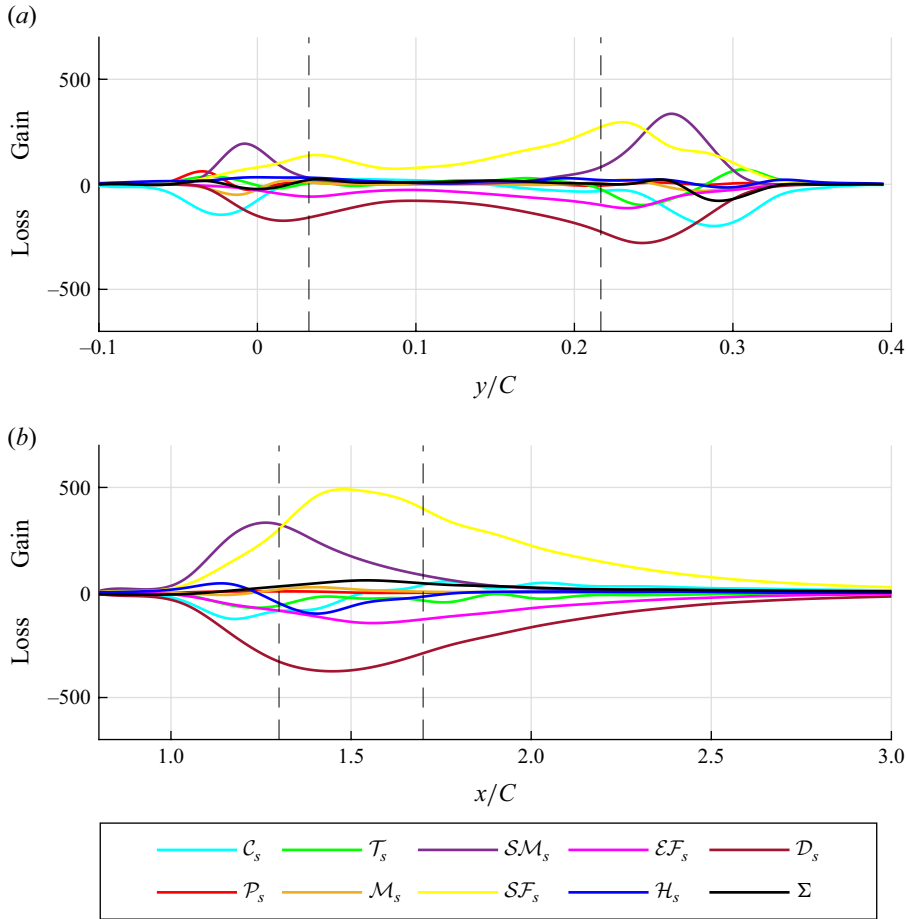 (a)
500
0
−500
Gain
Loss
−0.1 0 0.1 0.2 0.3 0.4
y/C
(b)
500
0
−500
Gain
Loss
1.0 1.5 2.0 2.5 3.0
x/C
𝒞ₛ 𝒯ₛ 𝒮ℳₛ ℰℱₛ 𝒟ₛ
𝒫ₛ ℳₛ 𝒮ℱₛ ℋₛ Σ